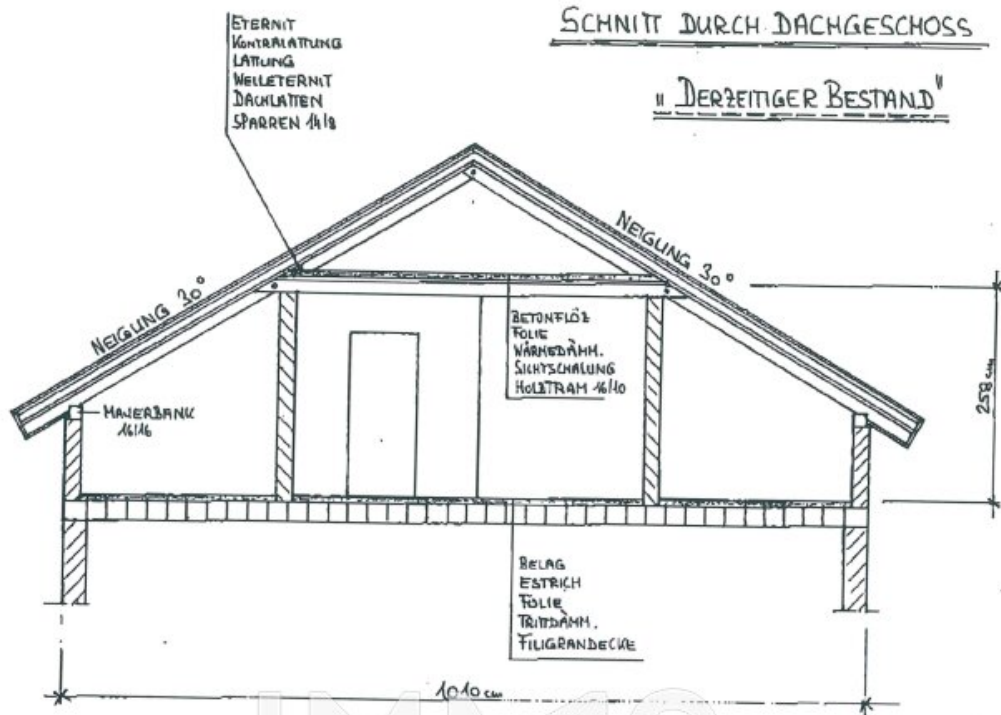 SCHNITT DURCH DACHGESCHOSS
"DERZEITIGER BESTAND"
ETERNIT
KONTRALATTUNG
LATTUNG
WELLETERNIT
DACHLATTEN
SPARREN 14/8
NEIGUNG 30°
NEIGUNG 30°
BETONFLÖZ
FOLIE
WÄRMEDÄMM.
SICHTSCHALUNG
HOLZTRAM 16/10
MAUERBANK
16/16
258 cm
BELAG
ESTRICH
FOLIE
TRITTDÄMM.
FILIGRANDECKE
1010 cm